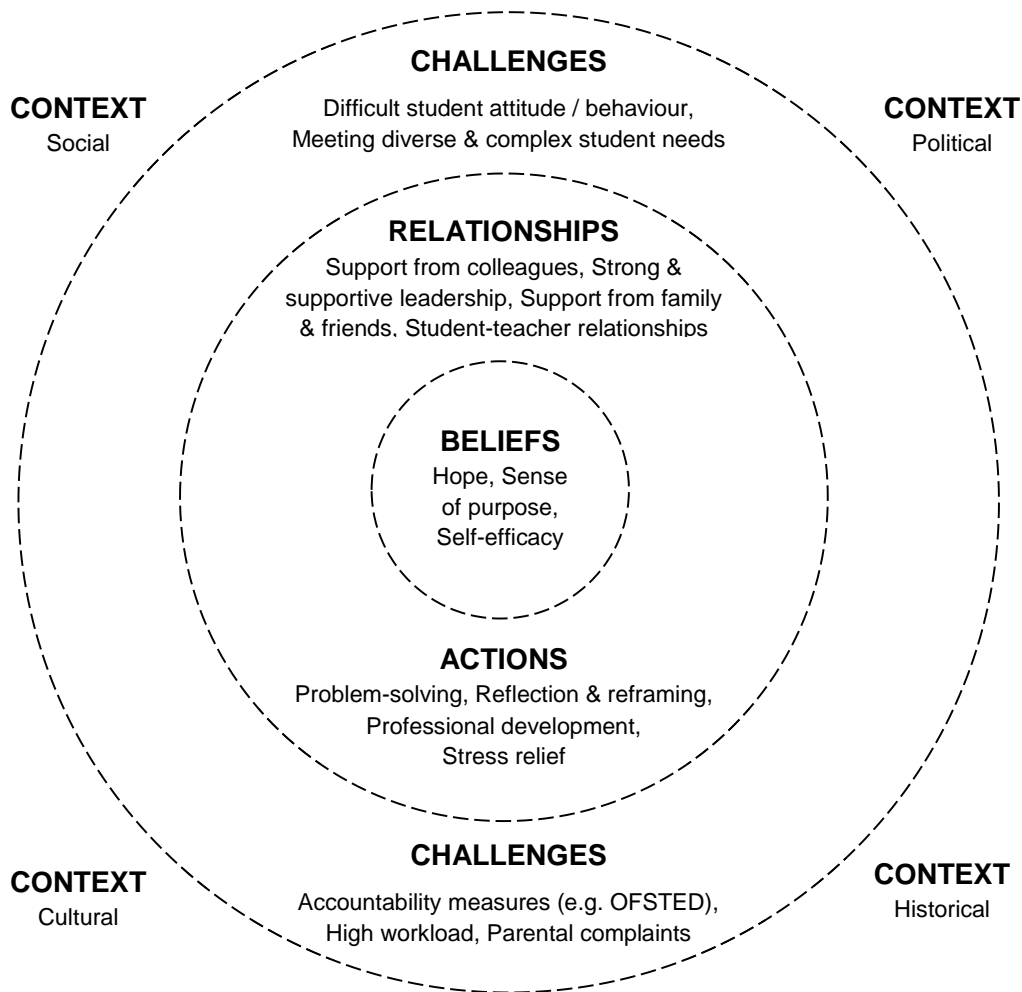 CHALLENGES
CONTEXT
Social
Difficult student attitude / behaviour,
Meeting diverse & complex student needs
CONTEXT
Political
RELATIONSHIPS
Support from colleagues, Strong &
supportive leadership, Support from family
& friends, Student-teacher relationships
BELIEFS
Hope, Sense
of purpose,
Self-efficacy
ACTIONS
Problem-solving, Reflection & reframing,
Professional development,
Stress relief
CHALLENGES
Accountability measures (e.g. OFSTED),
High workload, Parental complaints
CONTEXT
Cultural
CONTEXT
Historical